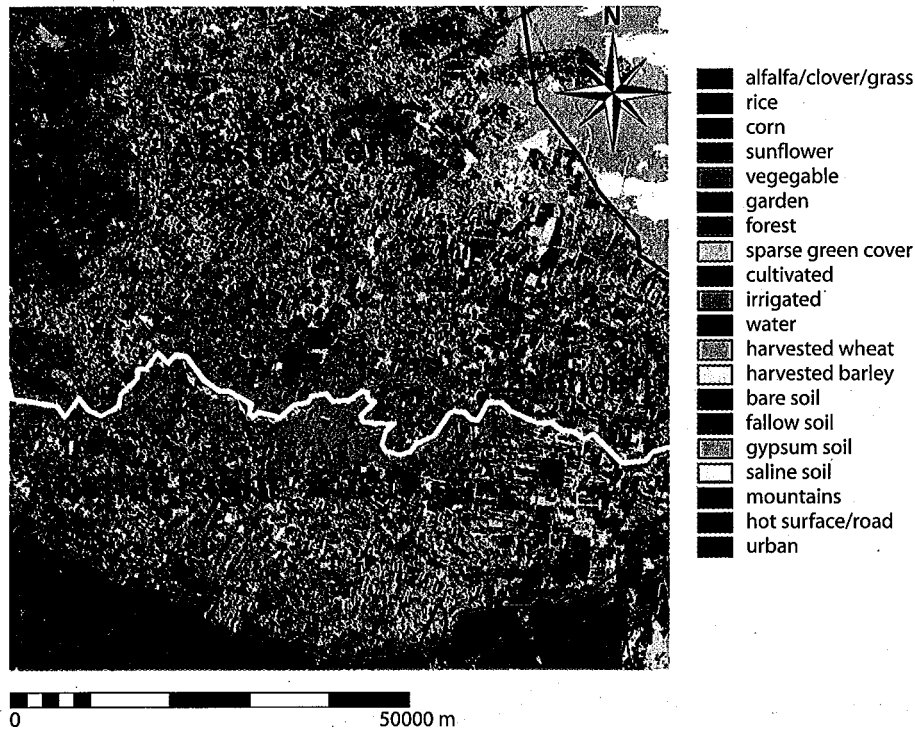 N
alfalfa/clover/grass
rice
corn
sunflower
vegegable
garden
forest
sparse green cover
cultivated
irrigated
water
harvested wheat
harvested barley
bare soil
fallow soil
gypsum soil
saline soil
mountains
hot surface/road
urban
0 50000 m